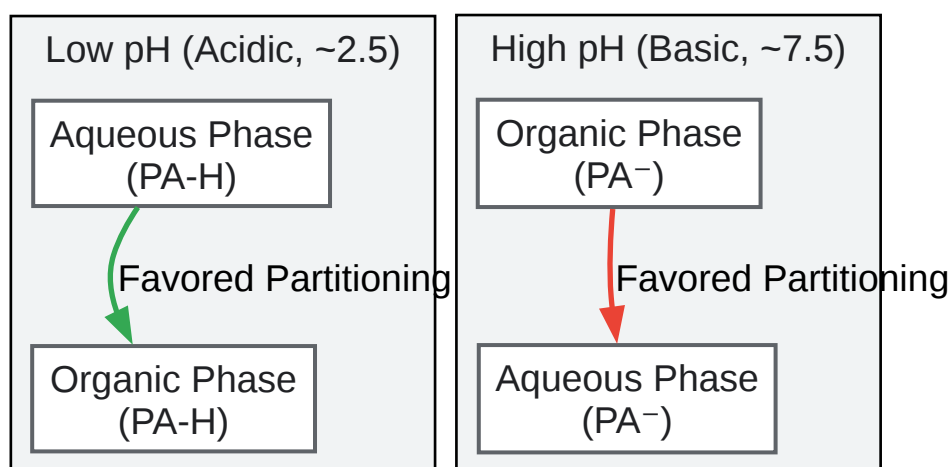 Low pH (Acidic, ~2.5)
Aqueous Phase
(PA-H)
Favored Partitioning
Organic Phase
(PA-H)
High pH (Basic, ~7.5)
Organic Phase
(PA⁻)
Favored Partitioning
Aqueous Phase
(PA⁻)